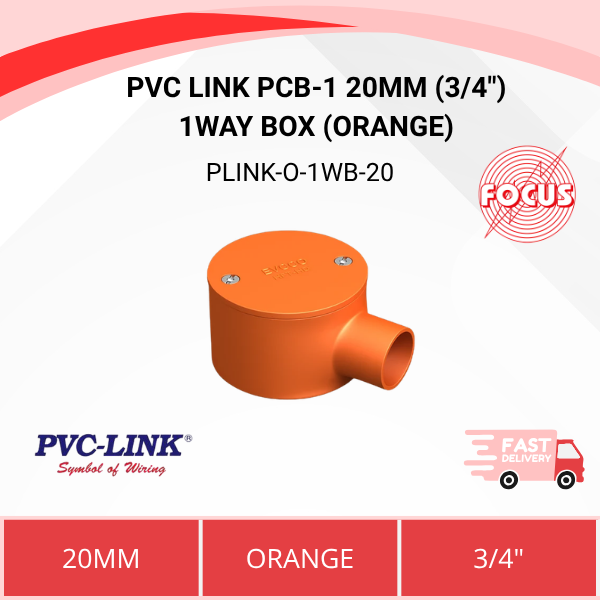 PVC LINK PCB-1 20MM (3/4")
1WAY BOX (ORANGE)
PLINK-O-1WB-20
FOCUS
PVC-LINK®
Symbol of Wiring
FAST
DELIVERY
20MM
ORANGE
3/4"